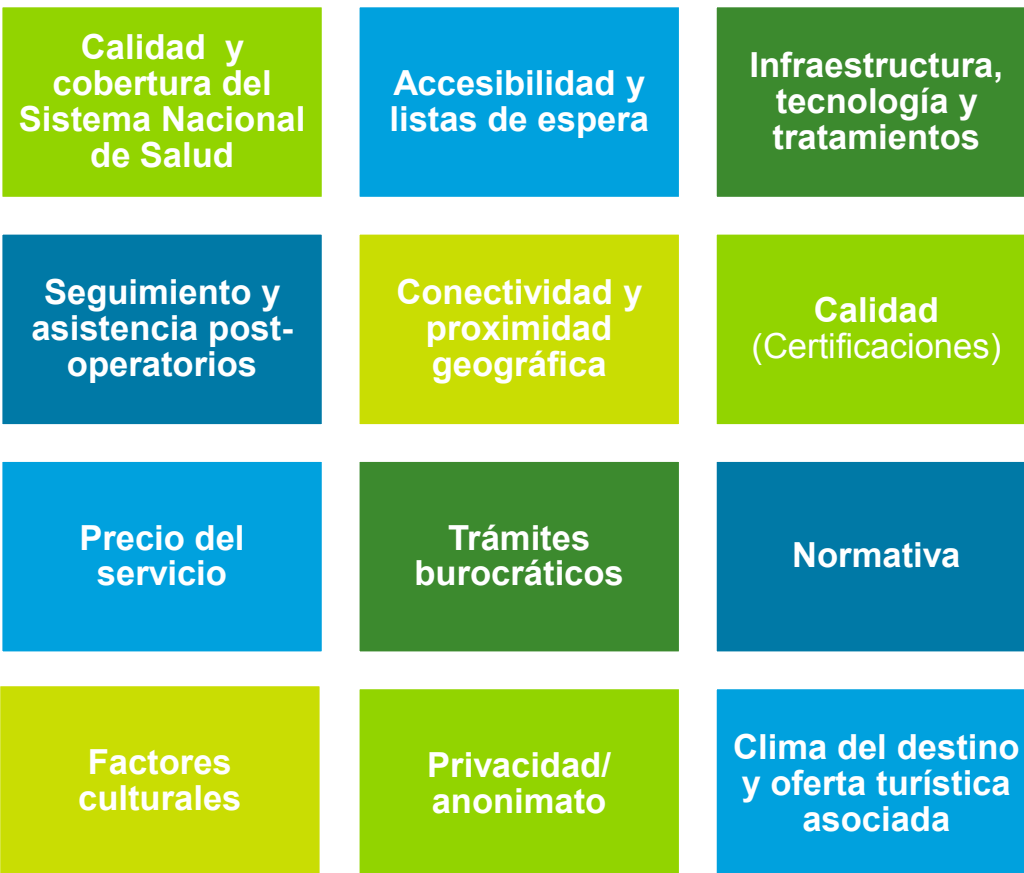 Calidad y
cobertura del
Sistema Nacional
de Salud
Accesibilidad y
listas de espera
Infraestructura,
tecnología y
tratamientos
Seguimiento y
asistencia post-
operatorios
Conectividad y
proximidad
geográfica
Calidad
(Certificaciones)
Precio del
servicio
Trámites
burocráticos
Normativa
Factores
culturales
Privacidad/
anonimato
Clima del destino
y oferta turística
asociada